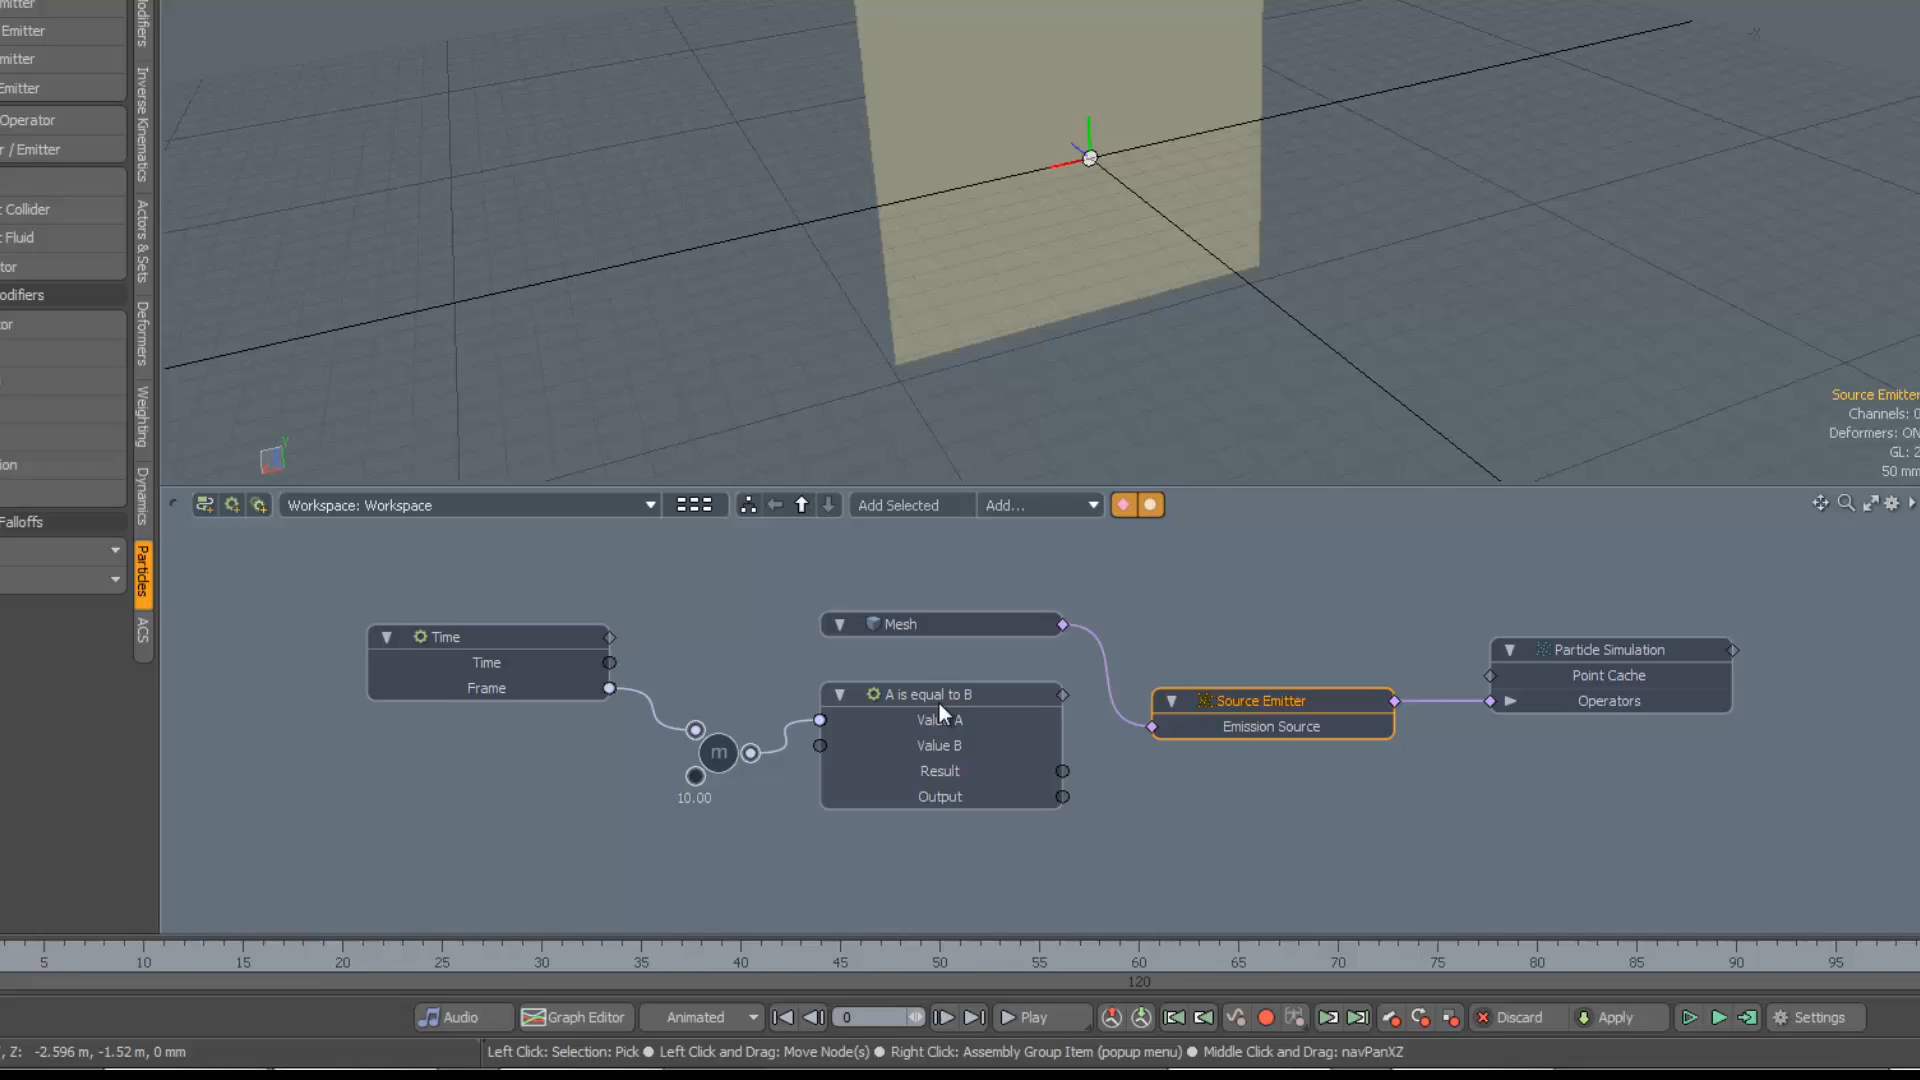 mitter
Emitter
mitter
Emitter
Operator
r / Emitter
: Collider
: Fluid
tor
odifiers
or
ion
Falloffs
odifiers
Inverse Kinematics
Actors & Sets
Deformers
Weighting
Dynamics
Particles
ACS
-X
Y
Source Emitter
Channels: 0
Deformers: ON
GL: 2
50 mm
Workspace: Workspace
Add Selected
Add...
Time
Time
Frame
m
10.00
Mesh
A is equal to B
Value A
Value B
Result
Output
Source Emitter
Emission Source
Particle Simulation
Point Cache
Operators
5 10 15 20 25 30 35 40 45 50 55 60 65 70 75 80 85 90 95
120
Audio
Graph Editor
Animated
0
Play
Discard
Apply
Settings
, Z: -2.596 m, -1.52 m, 0 mm
Left Click: Selection: Pick ● Left Click and Drag: Move Node(s) ● Right Click: Assembly Group Item (popup menu) ● Middle Click and Drag: navPanXZ